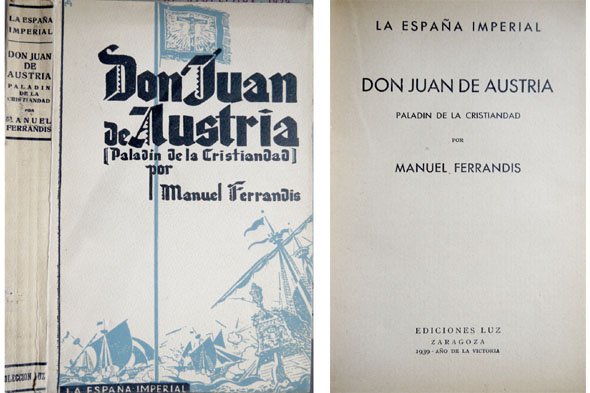 LA ESPAÑA
IMPERIAL
DON JUAN
DE
AUSTRIA
PALADIN
DE LA
CRISTIANDAD
POR
MANUEL
FERRANDIS
Don Juan
de Austria
(Paladín de la Cristiandad)
por
Manuel Ferrandis
LA ESPAÑA IMPERIAL
LA ESPAÑA IMPERIAL
DON JUAN DE AUSTRIA
PALADIN DE LA CRISTIANDAD
POR
MANUEL FERRANDIS
EDICIONES LUZ
ZARAGOZA
1939 - AÑO DE LA VICTORIA